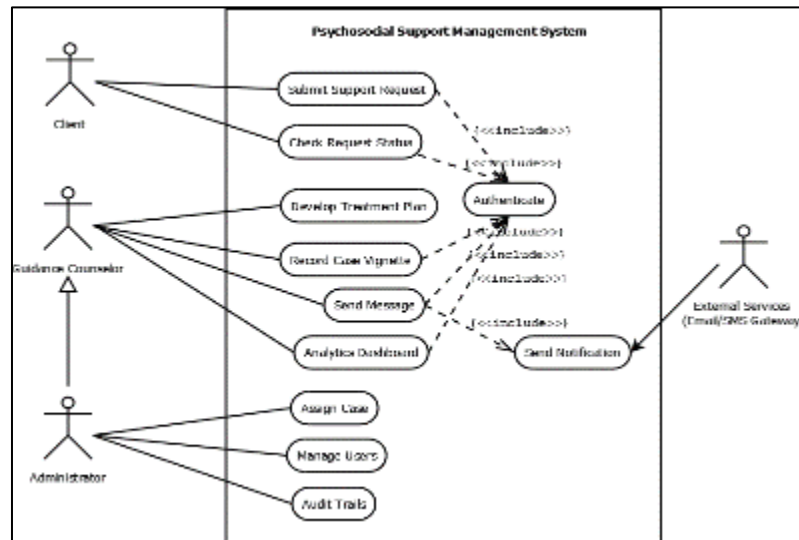 Psychosocial Support Management System
Submit Support Request
Client
{<<include>>}
Check Request Status
{<<include>>}
Authenticate
Develop Treatment Plan
{<<include>>}
Record Case Vignette
{<<include>>}
Guidance Counselor
{<<include>>}
Send Message
External Services
(Email/SMS Gateway
{<<include>>}
Analytics Dashboard
Send Notification
Assign Case
Manage Users
Administrator
Audit Trails